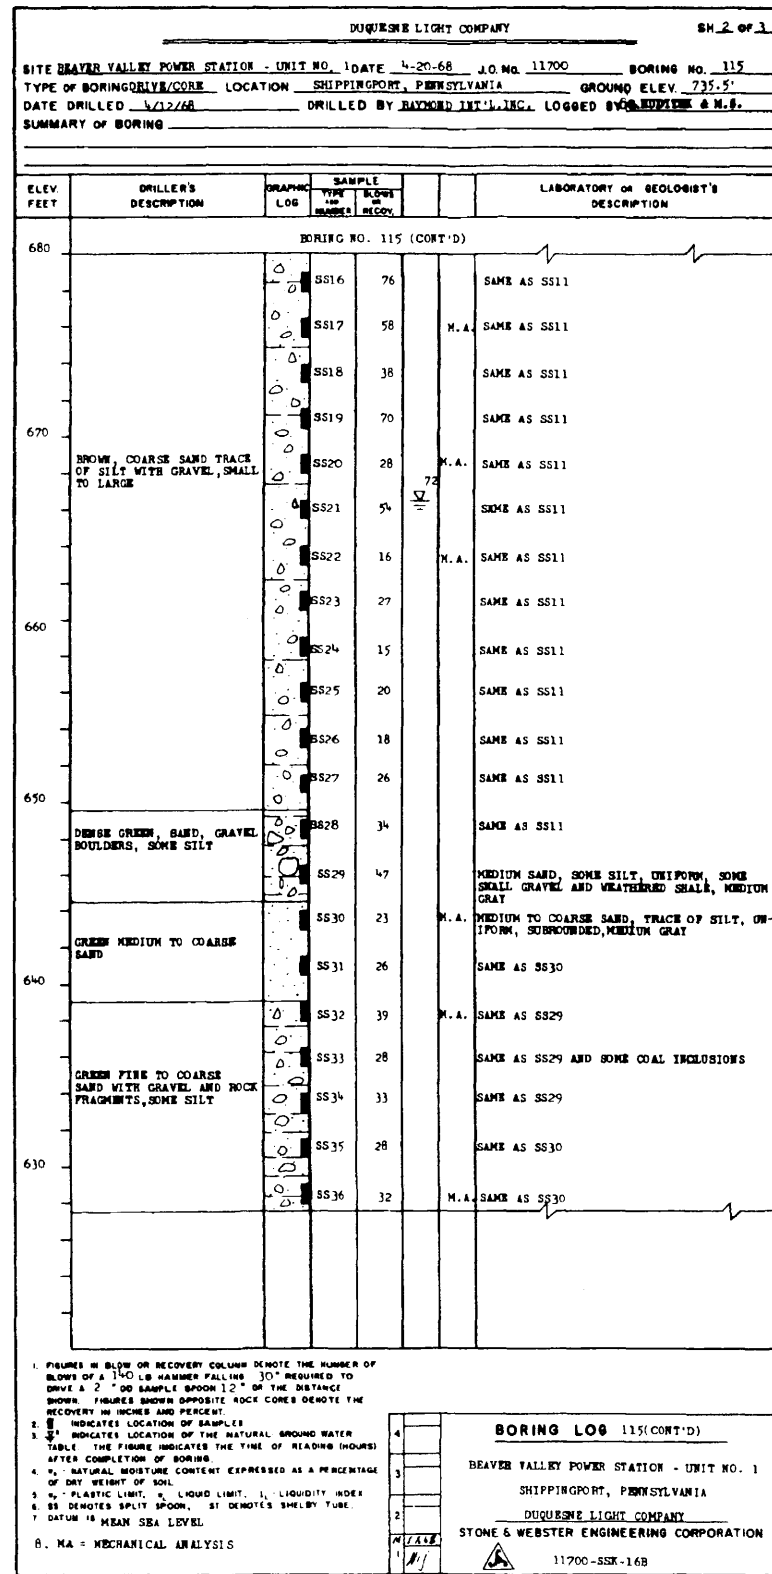 DUQUESNE LIGHT COMPANY SH 2 OF 3
SITE BEAVER VALLEY POWER STATION - UNIT NO. 1 DATE 4-20-68 J.O. No. 11700 BORING NO. 115
TYPE OF BORING DRIVE/CORE LOCATION SHIPPINGPORT, PENNSYLVANIA GROUND ELEV. 735.5'
DATE DRILLED 4/12/68 DRILLED BY RAYMOND INT'L.INC. LOGGED BY & M.S.
SUMMARY OF BORING
ELEV. FEET DRILLER'S DESCRIPTION GRAPHIC LOG SAMPLE TYPE AND NUMBER BLOWS OR RECOV. LABORATORY OR GEOLOGIST'S DESCRIPTION
BORING NO. 115 (CONT'D)
680
SS16 76 SAME AS SS11
SS17 58 M.A. SAME AS SS11
SS18 38 SAME AS SS11
SS19 70 SAME AS SS11
670
BROWN, COARSE SAND TRACE
OF SILT WITH GRAVEL, SMALL
TO LARGE
SS20 28 M.A. SAME AS SS11
72
SS21 54 SAME AS SS11
SS22 16 M.A. SAME AS SS11
SS23 27 SAME AS SS11
660
SS24 15 SAME AS SS11
SS25 20 SAME AS SS11
SS26 18 SAME AS SS11
SS27 26 SAME AS SS11
650
DENSE GREEN, SAND, GRAVEL
BOULDERS, SOME SILT
SS28 34 SAME AS SS11
SS29 47 MEDIUM SAND, SOME SILT, UNIFORM, SOME
SMALL GRAVEL AND WEATHERED SHALE, MEDIUM
GRAY
SS30 23 M.A. MEDIUM TO COARSE SAND, TRACE OF SILT, UN-
IFORM, SUBROUNDED, MEDIUM GRAY
GREEN MEDIUM TO COARSE
SAND
SS31 26 SAME AS SS30
640
SS32 39 M.A. SAME AS SS29
SS33 28 SAME AS SS29 AND SOME COAL INCLUSIONS
GREEN FINE TO COARSE
SAND WITH GRAVEL AND ROCK
FRAGMENTS, SOME SILT
SS34 33 SAME AS SS29
SS35 28 SAME AS SS30
630
SS36 32 M.A. SAME AS SS30
1. FIGURES IN BLOW OR RECOVERY COLUMN DENOTE THE NUMBER OF
BLOWS OF A 140 LB HAMMER FALLING 30" REQUIRED TO
DRIVE A 2" OD SAMPLE SPOON 12" OR THE DISTANCE
SHOWN. FIGURES SHOWN OPPOSITE ROCK CORES DENOTE THE
RECOVERY IN INCHES AND PERCENT.
2. INDICATES LOCATION OF SAMPLES
3. INDICATES LOCATION OF THE NATURAL GROUND WATER
TABLE. THE FIGURE INDICATES THE TIME OF READING (HOURS)
AFTER COMPLETION OF BORING.
4. NATURAL MOISTURE CONTENT EXPRESSED AS A PERCENTAGE
OF DRY WEIGHT OF SOIL
5. PLASTIC LIMIT, LIQUID LIMIT, LIQUIDITY INDEX
6. SS DENOTES SPLIT SPOON, ST DENOTES SHELBY TUBE.
7 DATUM IS MEAN SEA LEVEL
8. MA = MECHANICAL ANALYSIS
4
3
2
1
BORING LOG 115(CONT'D)
BEAVER VALLEY POWER STATION - UNIT NO. 1
SHIPPINGPORT, PENNSYLVANIA
DUQUESNE LIGHT COMPANY
STONE & WEBSTER ENGINEERING CORPORATION
11700-SSK-16B